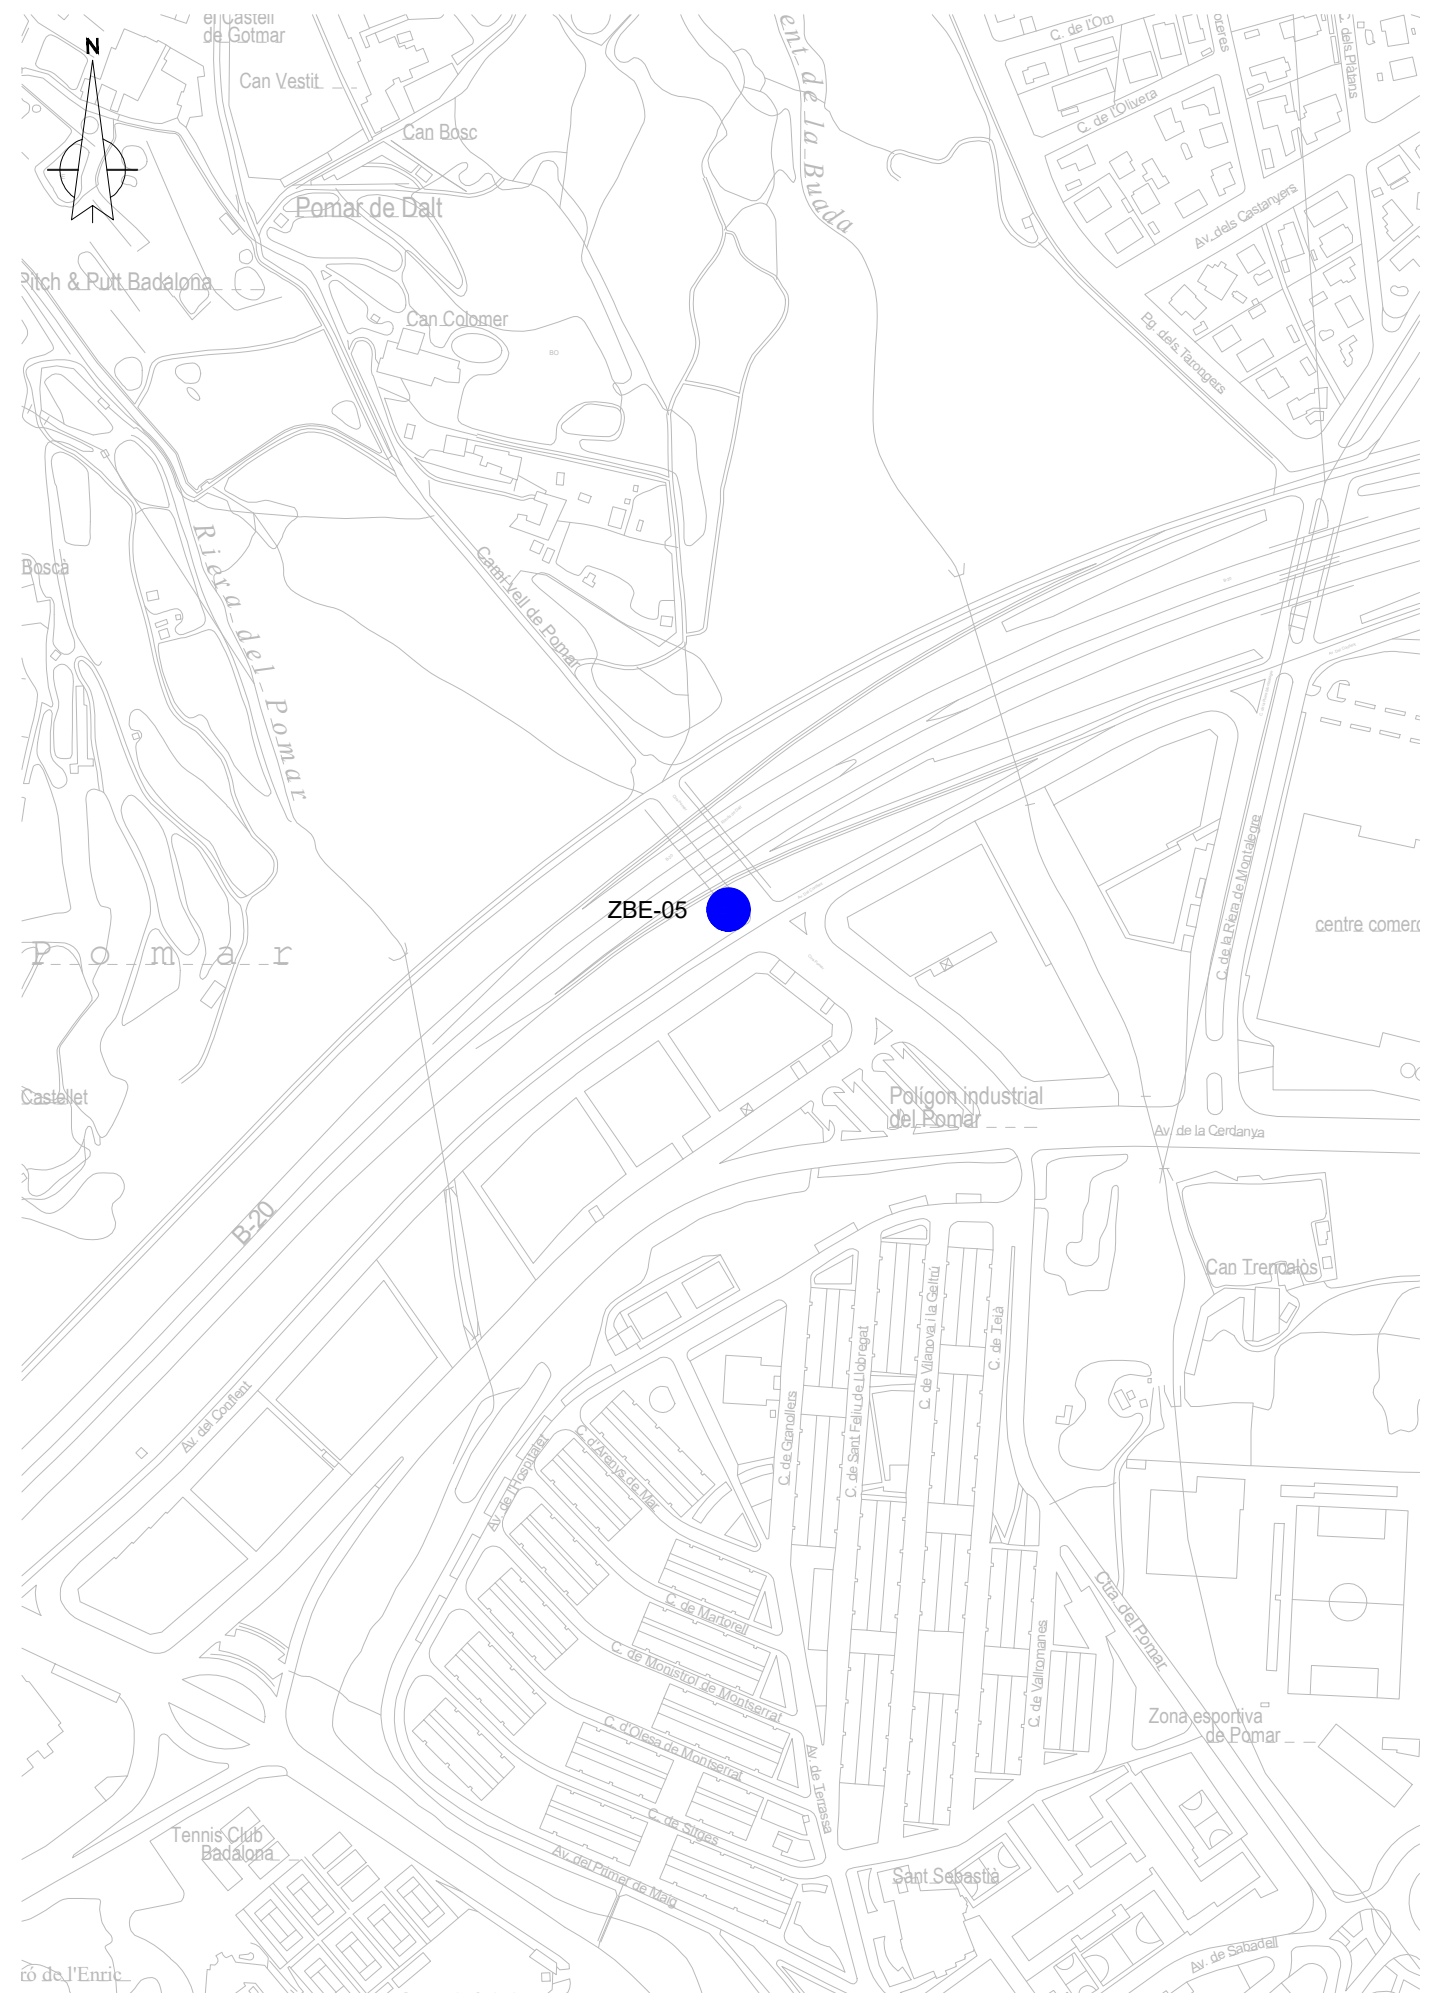 el Castell
de Gotmar
N
Can Vestit
Can Bosc
Pomar de Dalt
Pitch & Putt Badalona
Can Colomer
ent de la Buada
C. de l'Om
C. de l'Olivera
oreres
dels Plàtans
Av. dels Castanyers
Pg. dels Tarongers
Boscà
Riera del Pomar
Camí Vell de Pomar
ZBE-05
Pomar
C. de la Riera de Montalegre
centre comerc
Castellet
Polígon industrial
del Pomar
Av. de la Cerdanya
B-20
Can Trencalòs
Av. del Conflent
Av. de l'Hospitalet
C. d'Arenys de Mar
C. de Granollers
C. de Sant Feliu de Llobregat
C. de Vilanova i la Geltrú
C. de Teià
C. de Martorell
C. de Monistrol de Montserrat
C. d'Olesa de Montserrat
C. de Sitges
Av. de Terrassa
C. de Vallromanes
Ctra. del Pomar
Zona esportiva
de Pomar
Tennis Club
Badalona
Av. del Primer de Maig
Sant Sebastià
Av. de Sabadell
ró de l'Enric